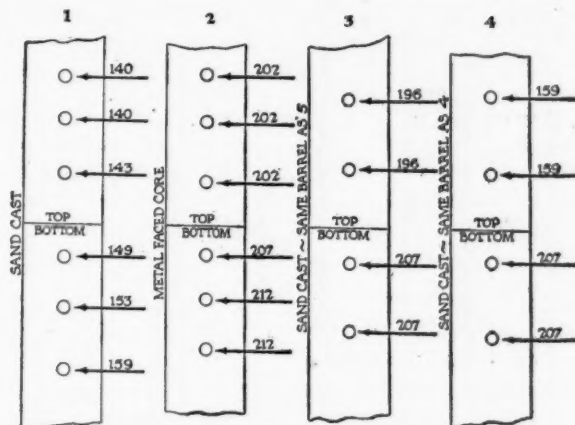 1
SAND CAST
140
140
143
TOP
BOTTOM
149
153
159
2
METAL FACED CORE
202
202
202
TOP
BOTTOM
207
212
212
3
SAND CAST ~ SAME BARREL AS 5
196
196
TOP
BOTTOM
207
207
4
SAND CAST ~ SAME BARREL AS 4
159
159
TOP
BOTTOM
207
207